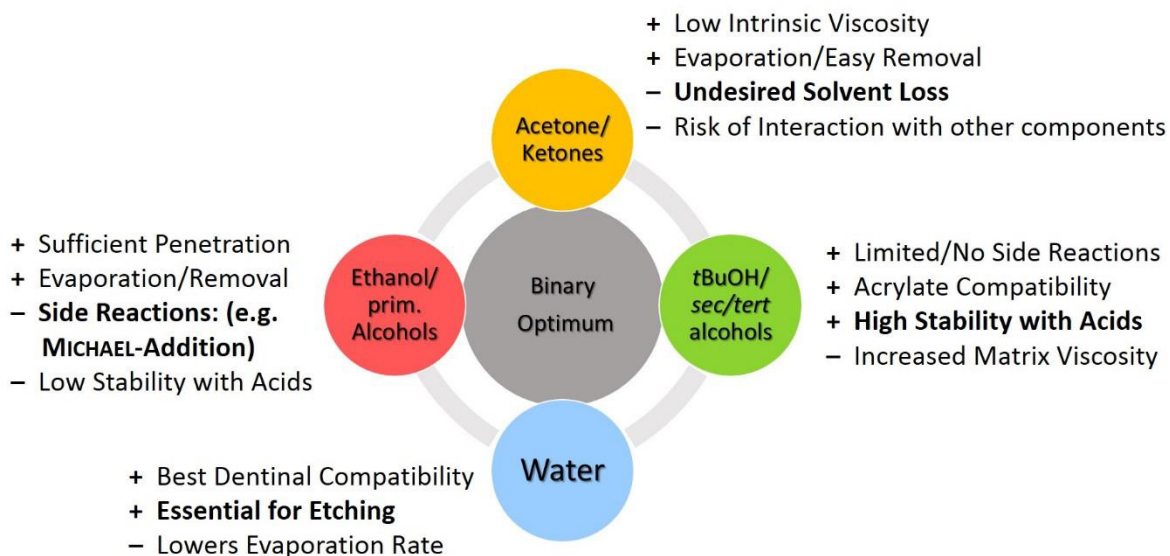 + Low Intrinsic Viscosity
+ Evaporation/Easy Removal
– Undesired Solvent Loss
– Risk of Interaction with other components
Acetone/
Ketones
+ Sufficient Penetration
+ Evaporation/Removal
– Side Reactions: (e.g.
MICHAEL-Addition)
– Low Stability with Acids
Ethanol/
prim.
Alcohols
Binary
Optimum
tBuOH/
sec/tert
alcohols
+ Limited/No Side Reactions
+ Acrylate Compatibility
+ High Stability with Acids
– Increased Matrix Viscosity
Water
+ Best Dentinal Compatibility
+ Essential for Etching
– Lowers Evaporation Rate